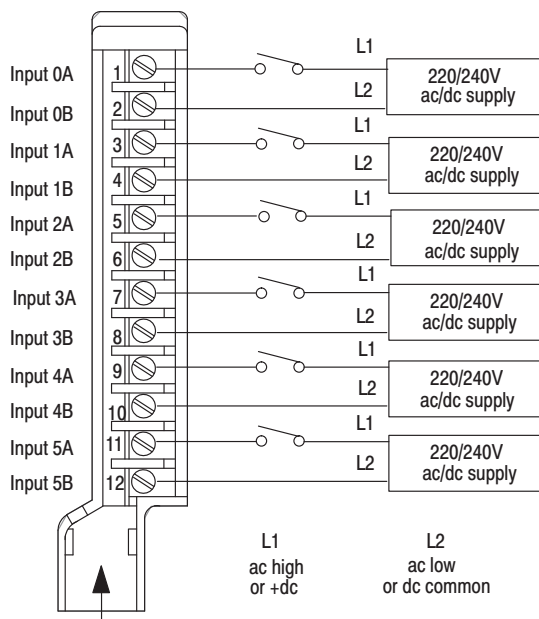 L1
Input 0A 1 220/240V
ac/dc supply
L2
Input 0B 2
L1
Input 1A 3 220/240V
ac/dc supply
L2
Input 1B 4
L1
Input 2A 5 220/240V
ac/dc supply
L2
Input 2B 6
L1
Input 3A 7 220/240V
ac/dc supply
L2
Input 3B 8
L1
Input 4A 9 220/240V
ac/dc supply
L2
Input 4B 10
L1
Input 5A 11 220/240V
ac/dc supply
L2
Input 5B 12
L1
ac high
or +dc
L2
ac low
or dc common